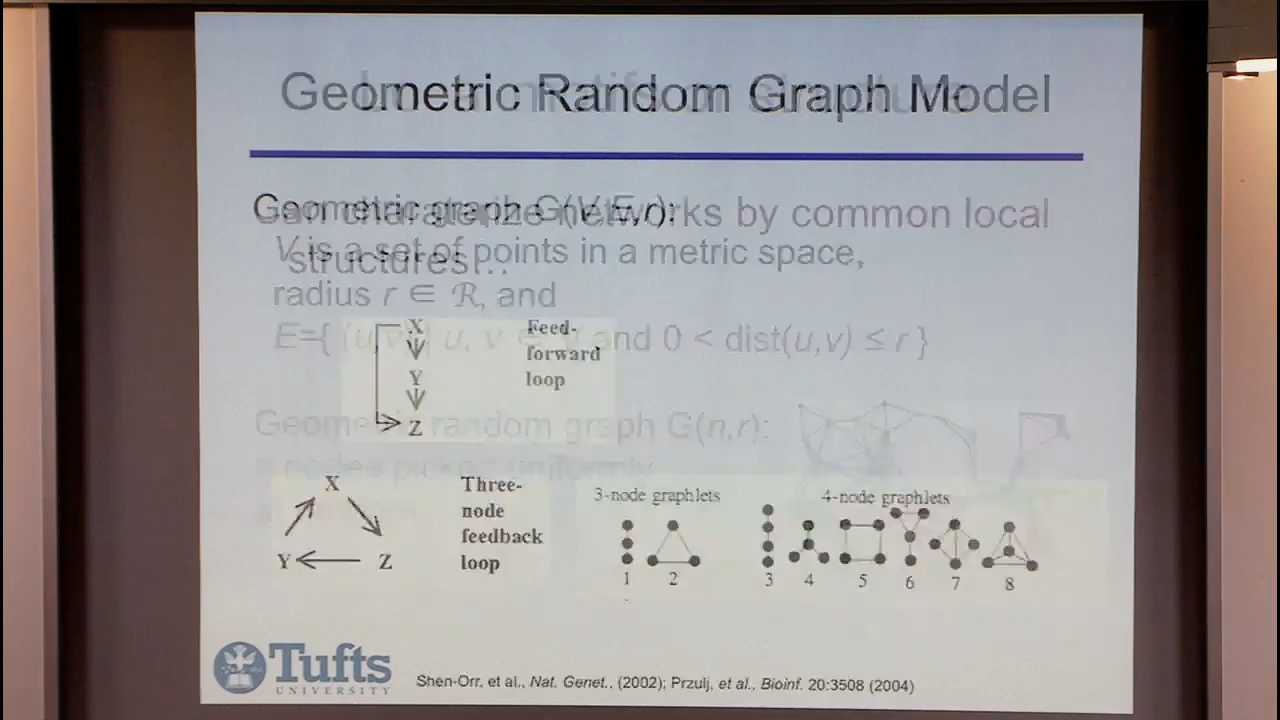 Geometric Random Graph Model
Geometric graph G(V,E,r):
networks by common local
structures...
V is a set of points in a metric space,
radius r ∈ ℛ, and
E={ (u,v)| u, v ∈ V and 0 < dist(u,v) ≤ r }
X
Y
Z
Feed-
forward
loop
Geometric random graph G(n,r):
n nodes picked uniformly
X
Y
Z
Three-
node
feedback
loop
3-node graphlets
1
2
4-node graphlets
3
4
5
6
7
8
Tufts
UNIVERSITY
Shen-Orr, et al., Nat. Genet., (2002); Przulj, et al., Bioinf. 20:3508 (2004)